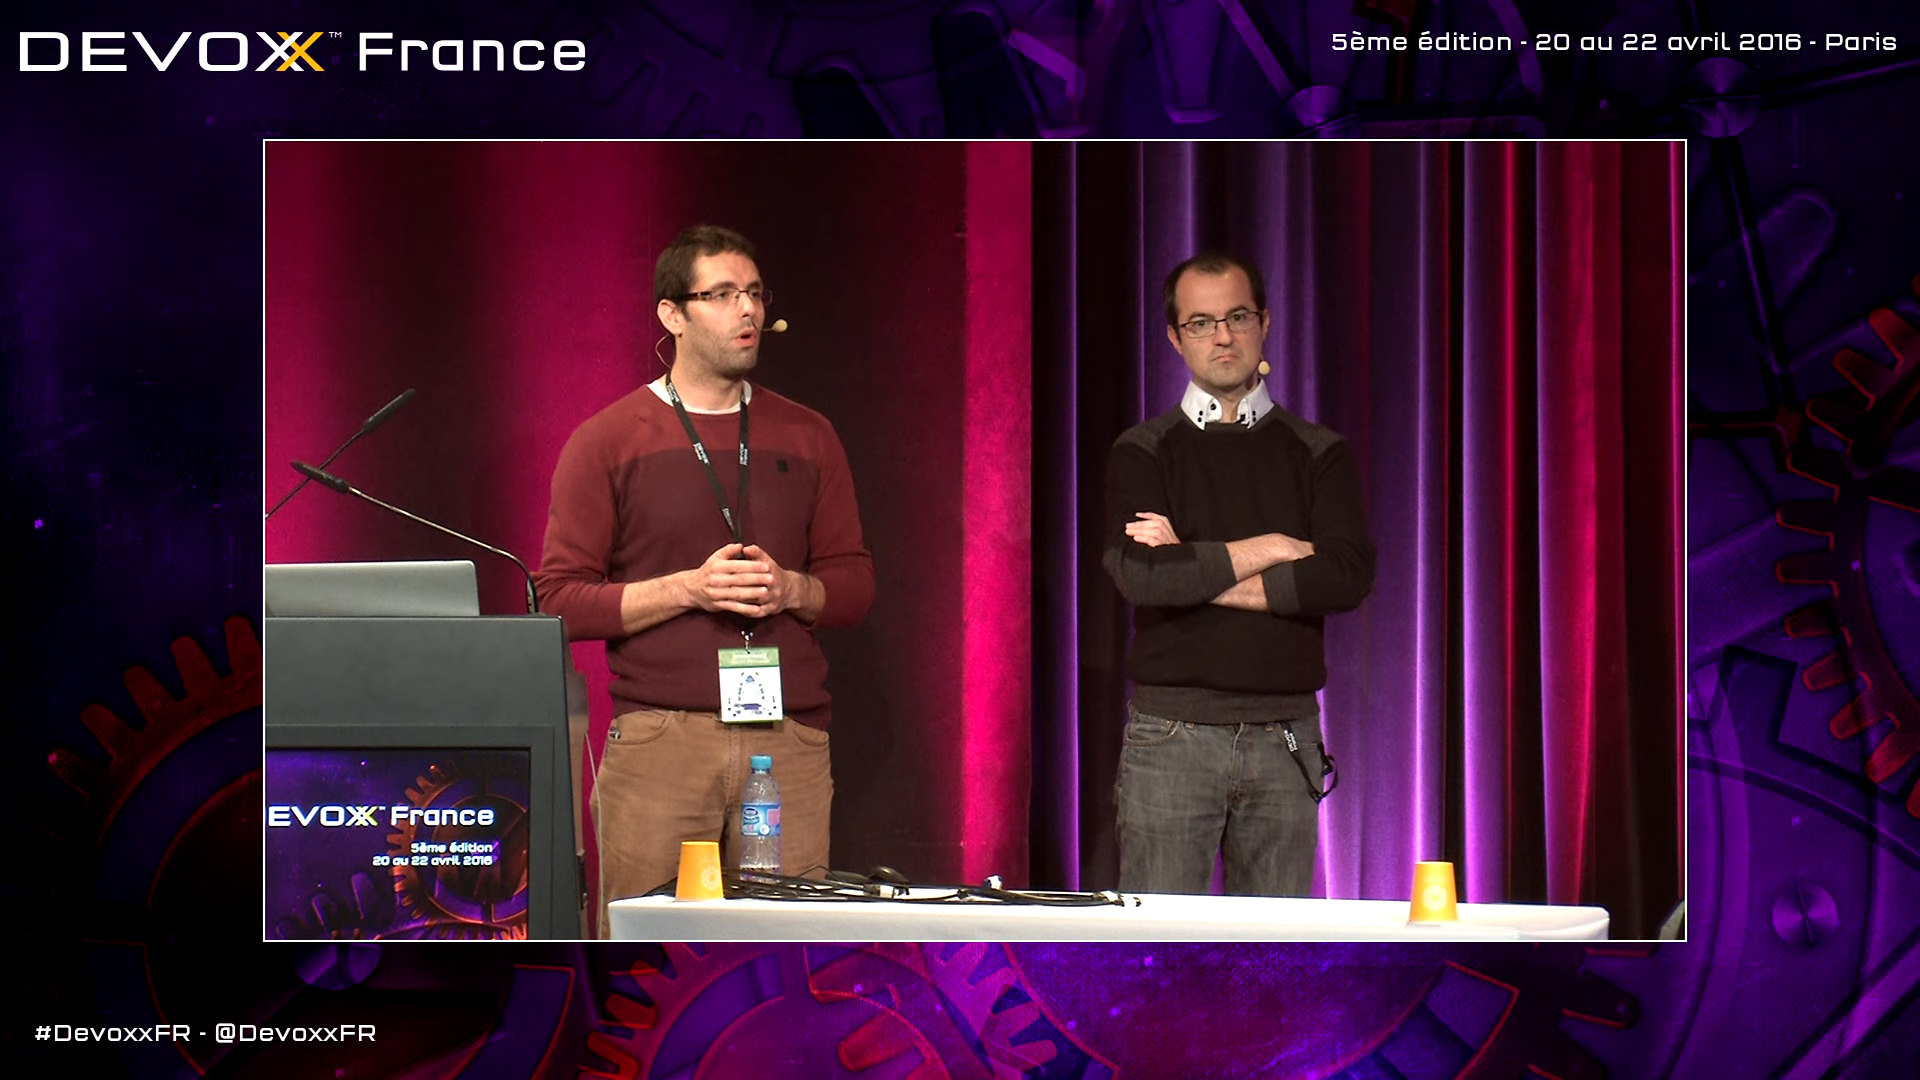 DEVOXX™ France
5ème édition - 20 au 22 avril 2016 - Paris
EVOXX™ France
5ème édition
20 au 22 avril 2016
#DevoxxFR - @DevoxxFR